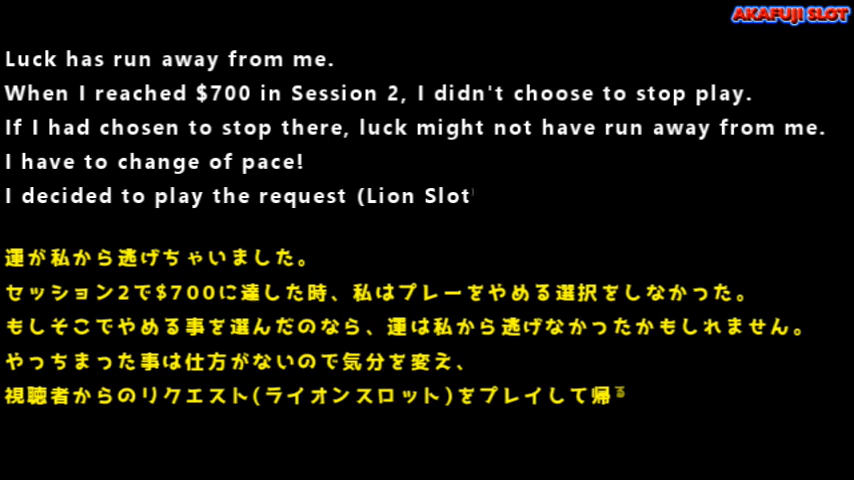 AKAFUJI SLOT
Luck has run away from me.
When I reached $700 in Session 2, I didn't choose to stop play.
If I had chosen to stop there, luck might not have run away from me.
I have to change of pace!
I decided to play the request (Lion Slot
運が私から逃げちゃいました。
セッション2で$700に達した時、私はプレーをやめる選択をしなかった。
もしそこでやめる事を選んだのなら、運は私から逃げなかったかもしれません。
やっちまった事は仕方がないので気分を変え、
視聴者からのリクエスト(ライオンスロット)をプレイして帰